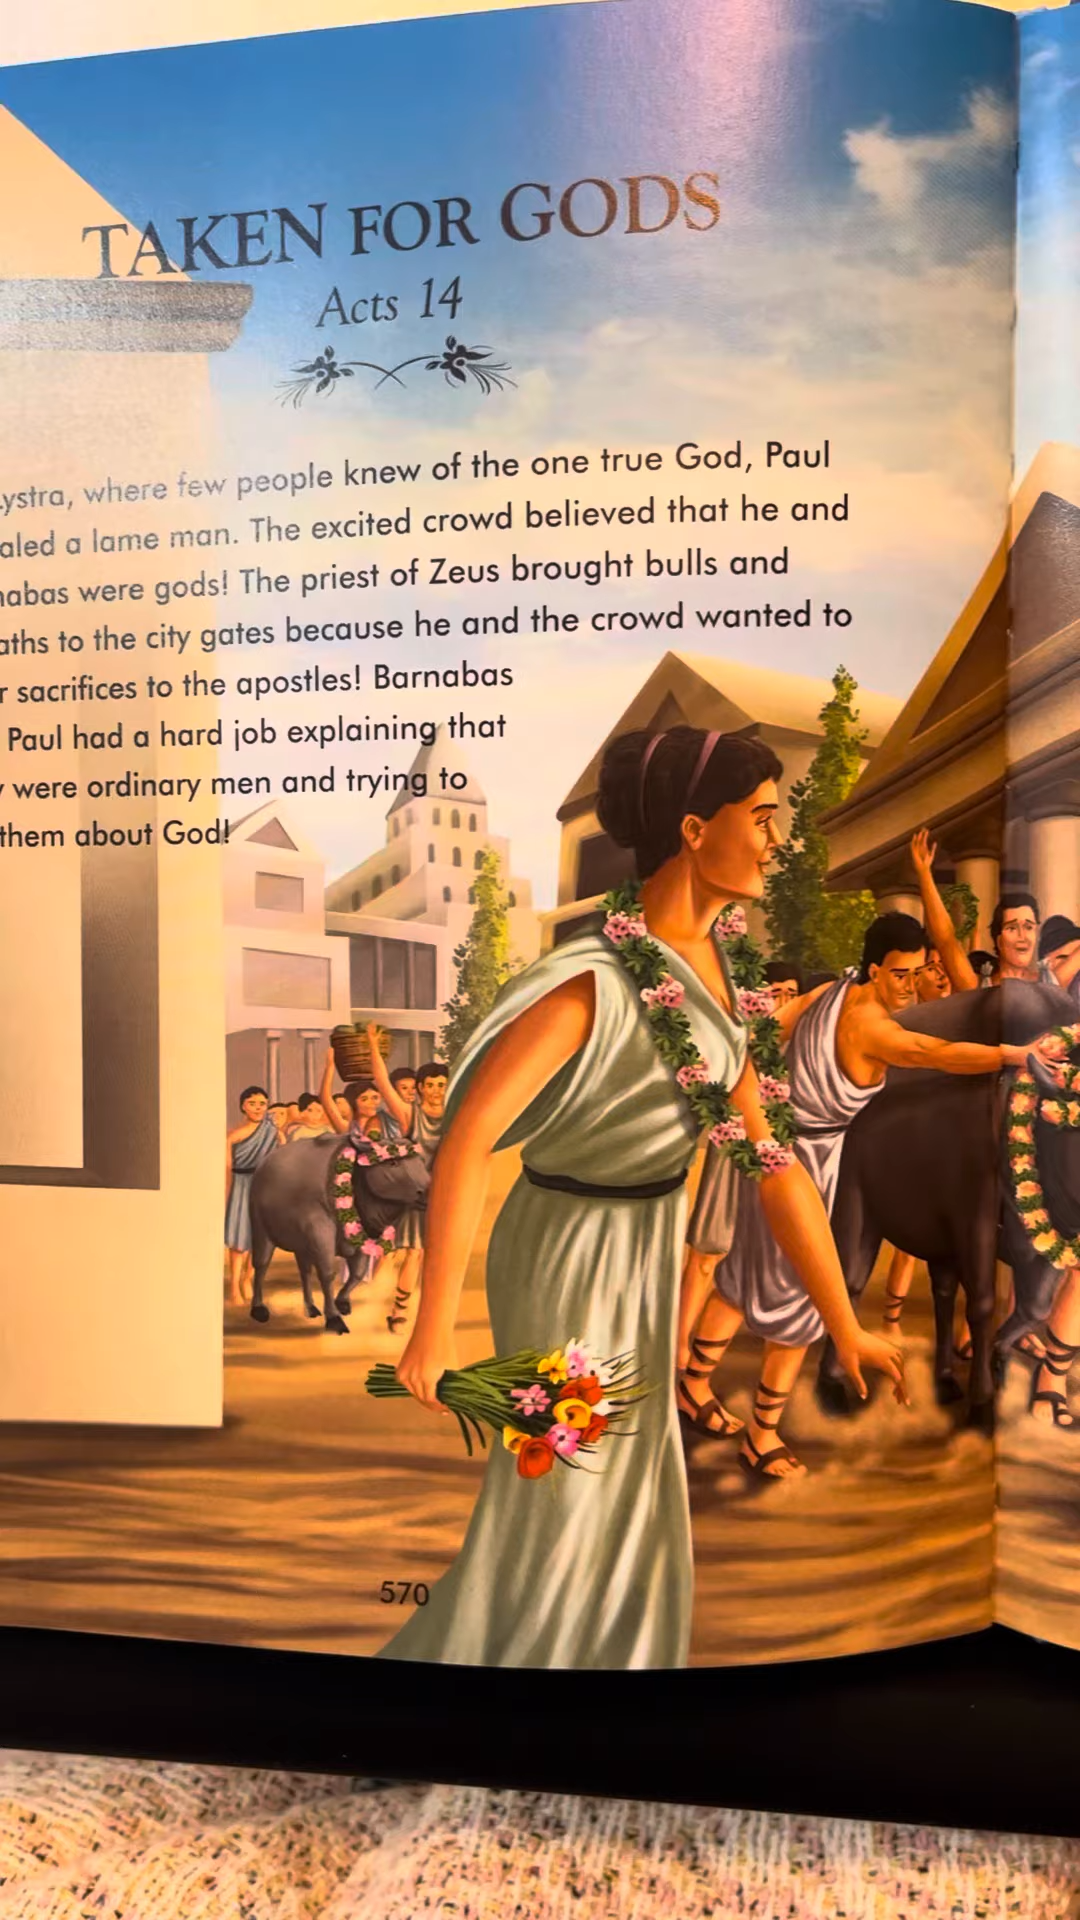 TAKEN FOR GODS
Acts 14
ystra, where few people knew of the one true God, Paul
aled a lame man. The excited crowd believed that he and
nabas were gods! The priest of Zeus brought bulls and
aths to the city gates because he and the crowd wanted to
r sacrifices to the apostles! Barnabas
Paul had a hard job explaining that
y were ordinary men and trying to
them about God!
570